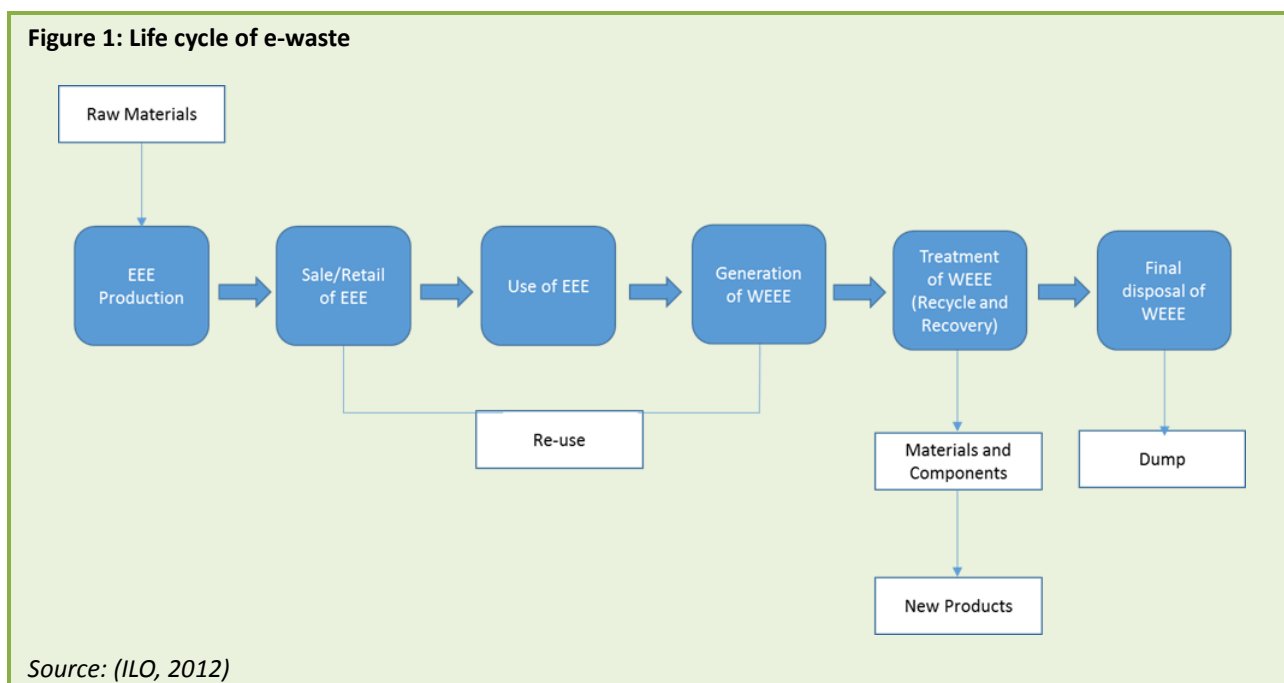 Figure 1: Life cycle of e-waste
Raw Materials
EEE
Production
Sale/Retail
of EEE
Use of EEE
Generation
of WEEE
Treatment
of WEEE
(Recycle and
Recovery)
Final
disposal of
WEEE
Re-use
Materials and
Components
Dump
New Products
Source: (ILO, 2012)